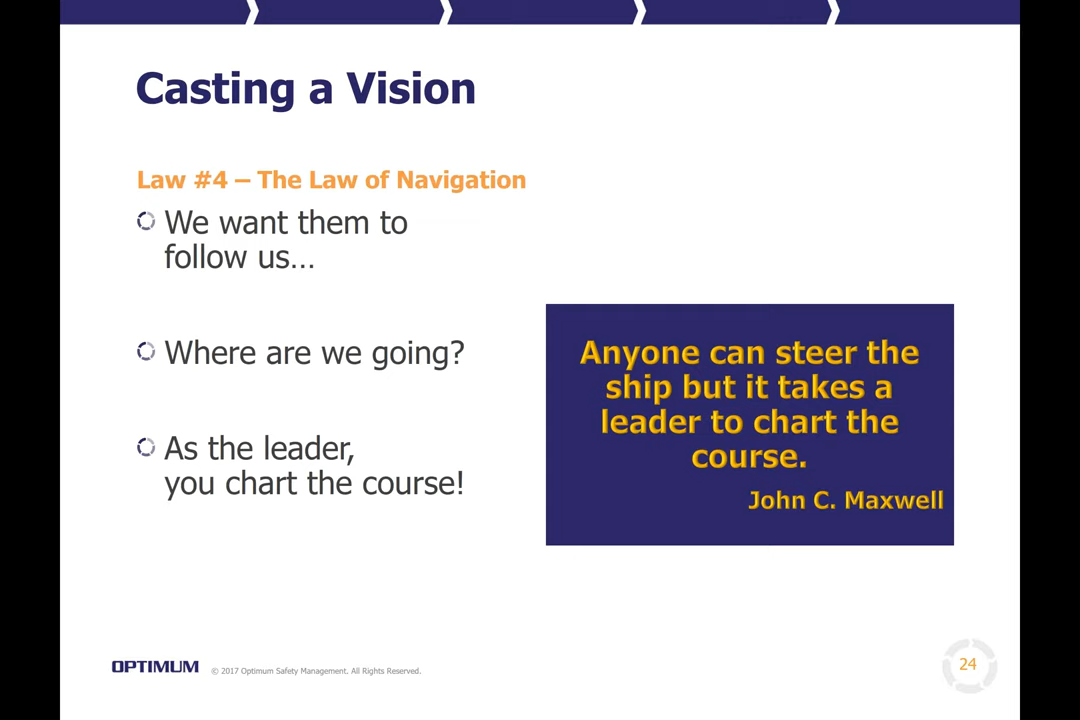 Casting a Vision
Law #4 – The Law of Navigation
We want them to
follow us…
Where are we going?
As the leader,
you chart the course!
Anyone can steer the
ship but it takes a
leader to chart the
course.
John C. Maxwell
OPTIMUM
© 2017 Optimum Safety Management. All Rights Reserved.
24